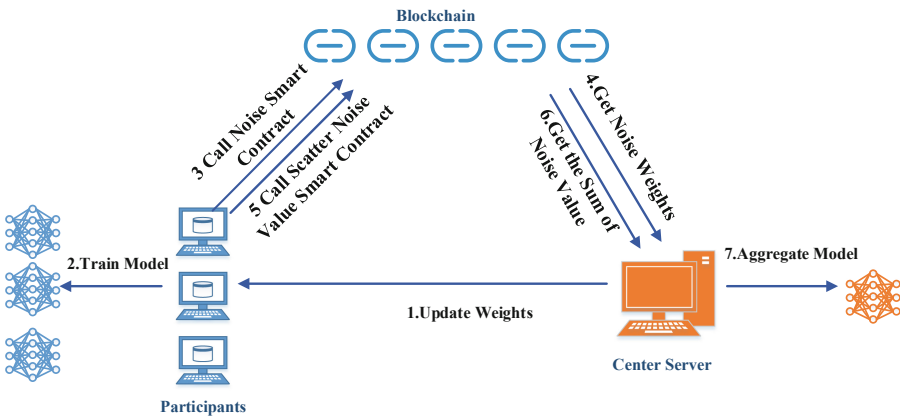 Blockchain
3 Call Noise Smart
Contract
5 Call Scatter Noise
Value Smart Contract
4.Get Noise Weights
6.Get the Sum of
Noise Value
2.Train Model
1.Update Weights
7.Aggregate Model
Center Server
Participants